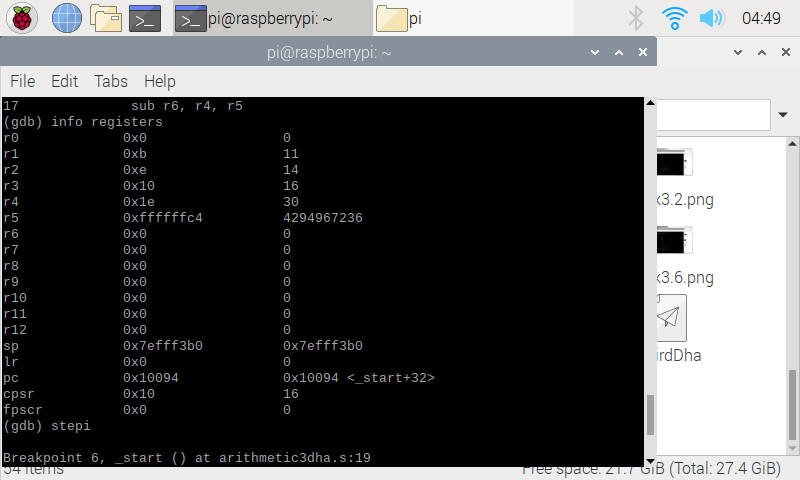 pi@raspberrypi: ~
pi
04:49
pi@raspberrypi: ~
File Edit Tabs Help
17 sub r6, r4, r5
(gdb) info registers
r0 0x0 0
r1 0xb 11
r2 0xe 14
r3 0x10 16
r4 0x1e 30
r5 0xffffffc4 4294967236
r6 0x0 0
r7 0x0 0
r8 0x0 0
r9 0x0 0
r10 0x0 0
r11 0x0 0
r12 0x0 0
sp 0x7efff3b0 0x7efff3b0
lr 0x0 0
pc 0x10094 0x10094 <_start+32>
cpsr 0x10 16
fpscr 0x0 0
(gdb) stepi
Breakpoint 6, _start () at arithmetic3dha.s:19
x3.2.png
x3.6.png
irdDha
54 items
Free space: 21.7 GiB (Total: 27.4 GiB)